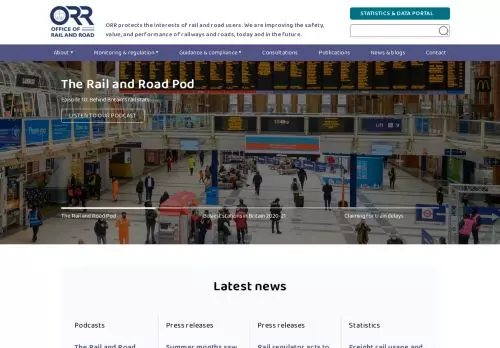 ORR
OFFICE OF
RAIL AND ROAD
ORR protects the interests of rail and road users. We are improving the safety,
value, and performance of railways and roads, today and in the future.
STATISTICS & DATA PORTAL
About
Monitoring & regulation
Guidance & compliance
Consultations
Publications
News & blogs
Contact
The Rail and Road Pod
Episode 10: Behind Britain's rail stats
LISTEN TO OUR PODCAST
The Rail and Road Pod
Busiest stations in Britain 2020-21
Claiming for train delays
Latest news
Podcasts
Press releases
Press releases
Statistics
The Rail and Road
Summer months saw
Rail regulator acts to
Freight rail usage and